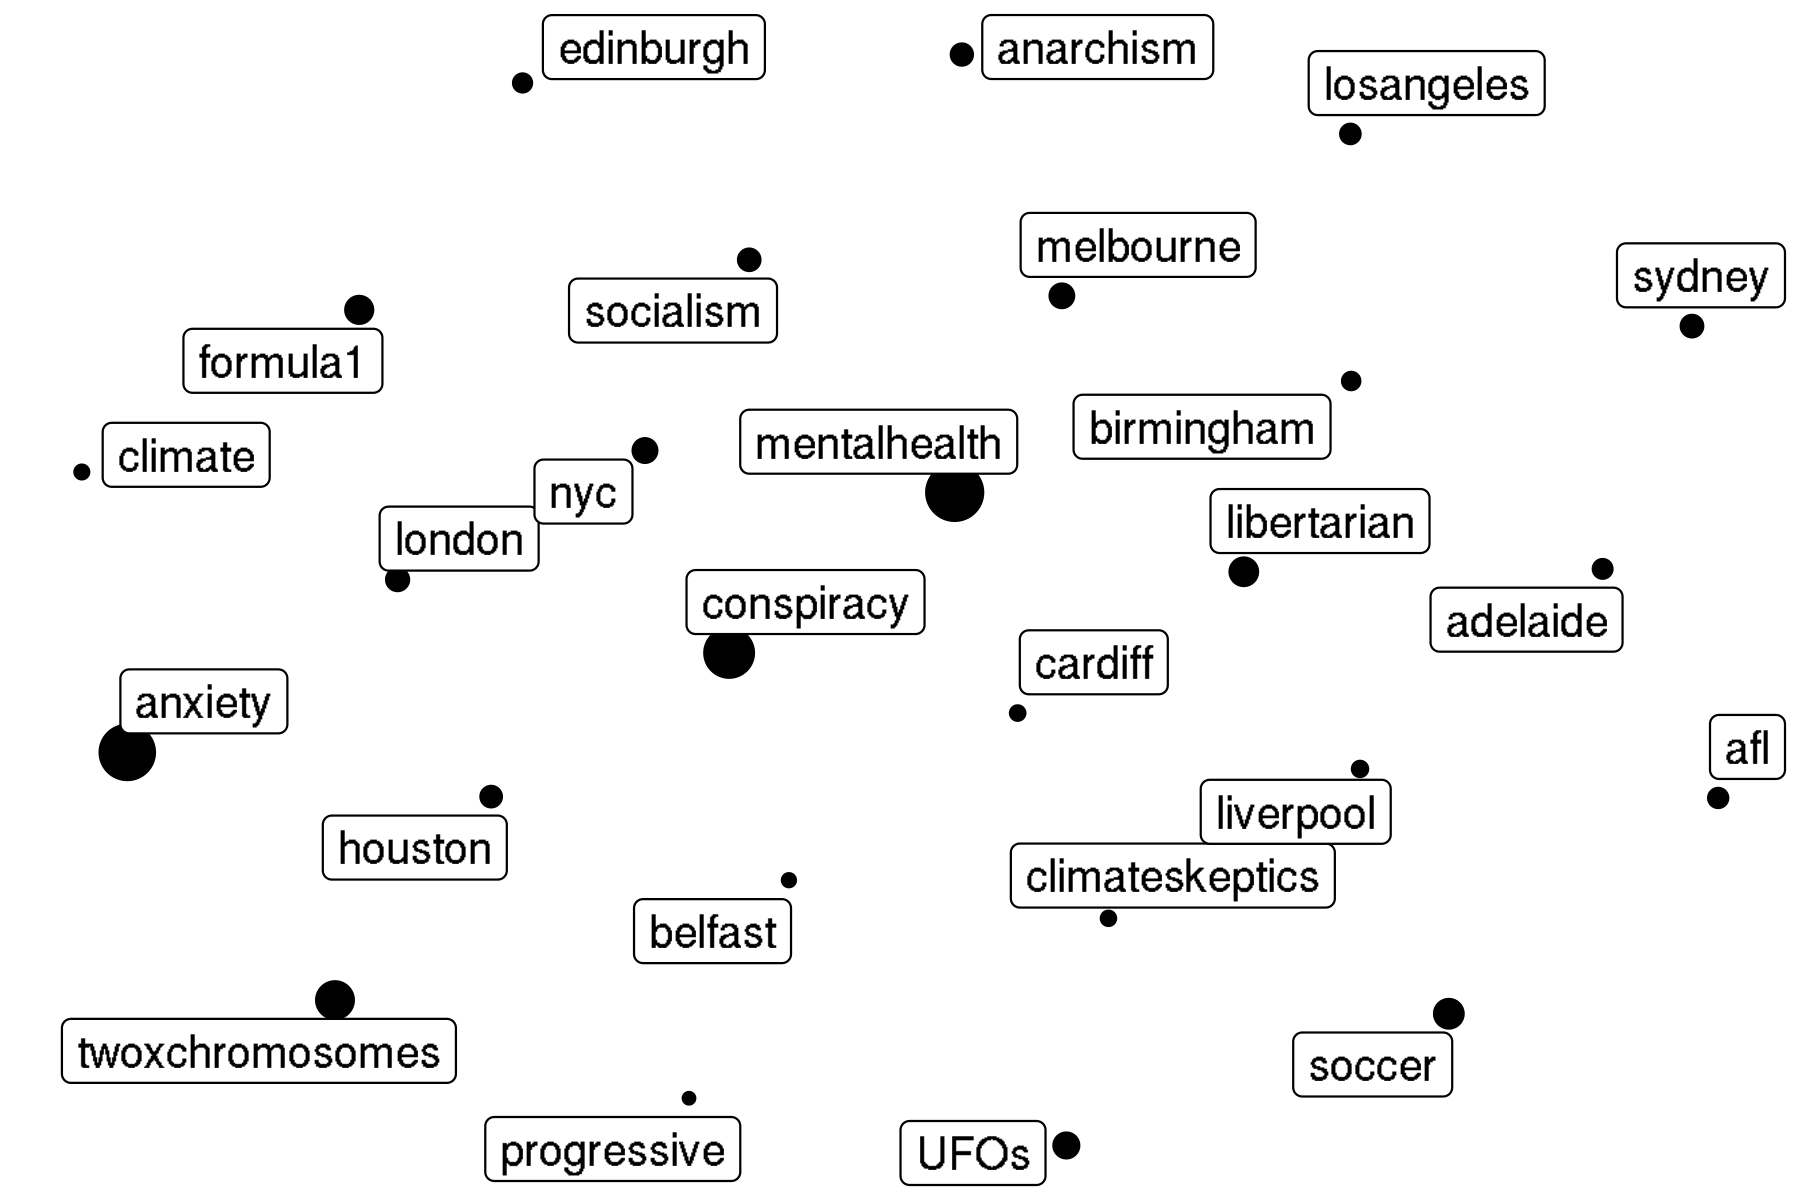 edinburgh
anarchism
losangeles
melbourne
sydney
socialism
formula1
birmingham
mentalhealth
climate
nyc
libertarian
london
conspiracy
adelaide
cardiff
anxiety
afl
liverpool
houston
climateskeptics
belfast
twoxchromosomes
soccer
progressive
UFOs